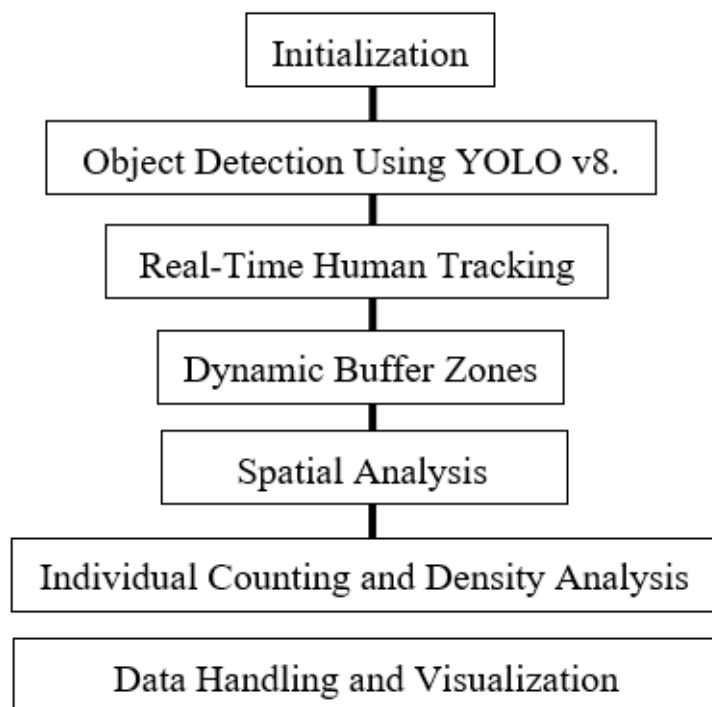 Initialization
Object Detection Using YOLO v8.
Real-Time Human Tracking
Dynamic Buffer Zones
Spatial Analysis
Individual Counting and Density Analysis
Data Handling and Visualization